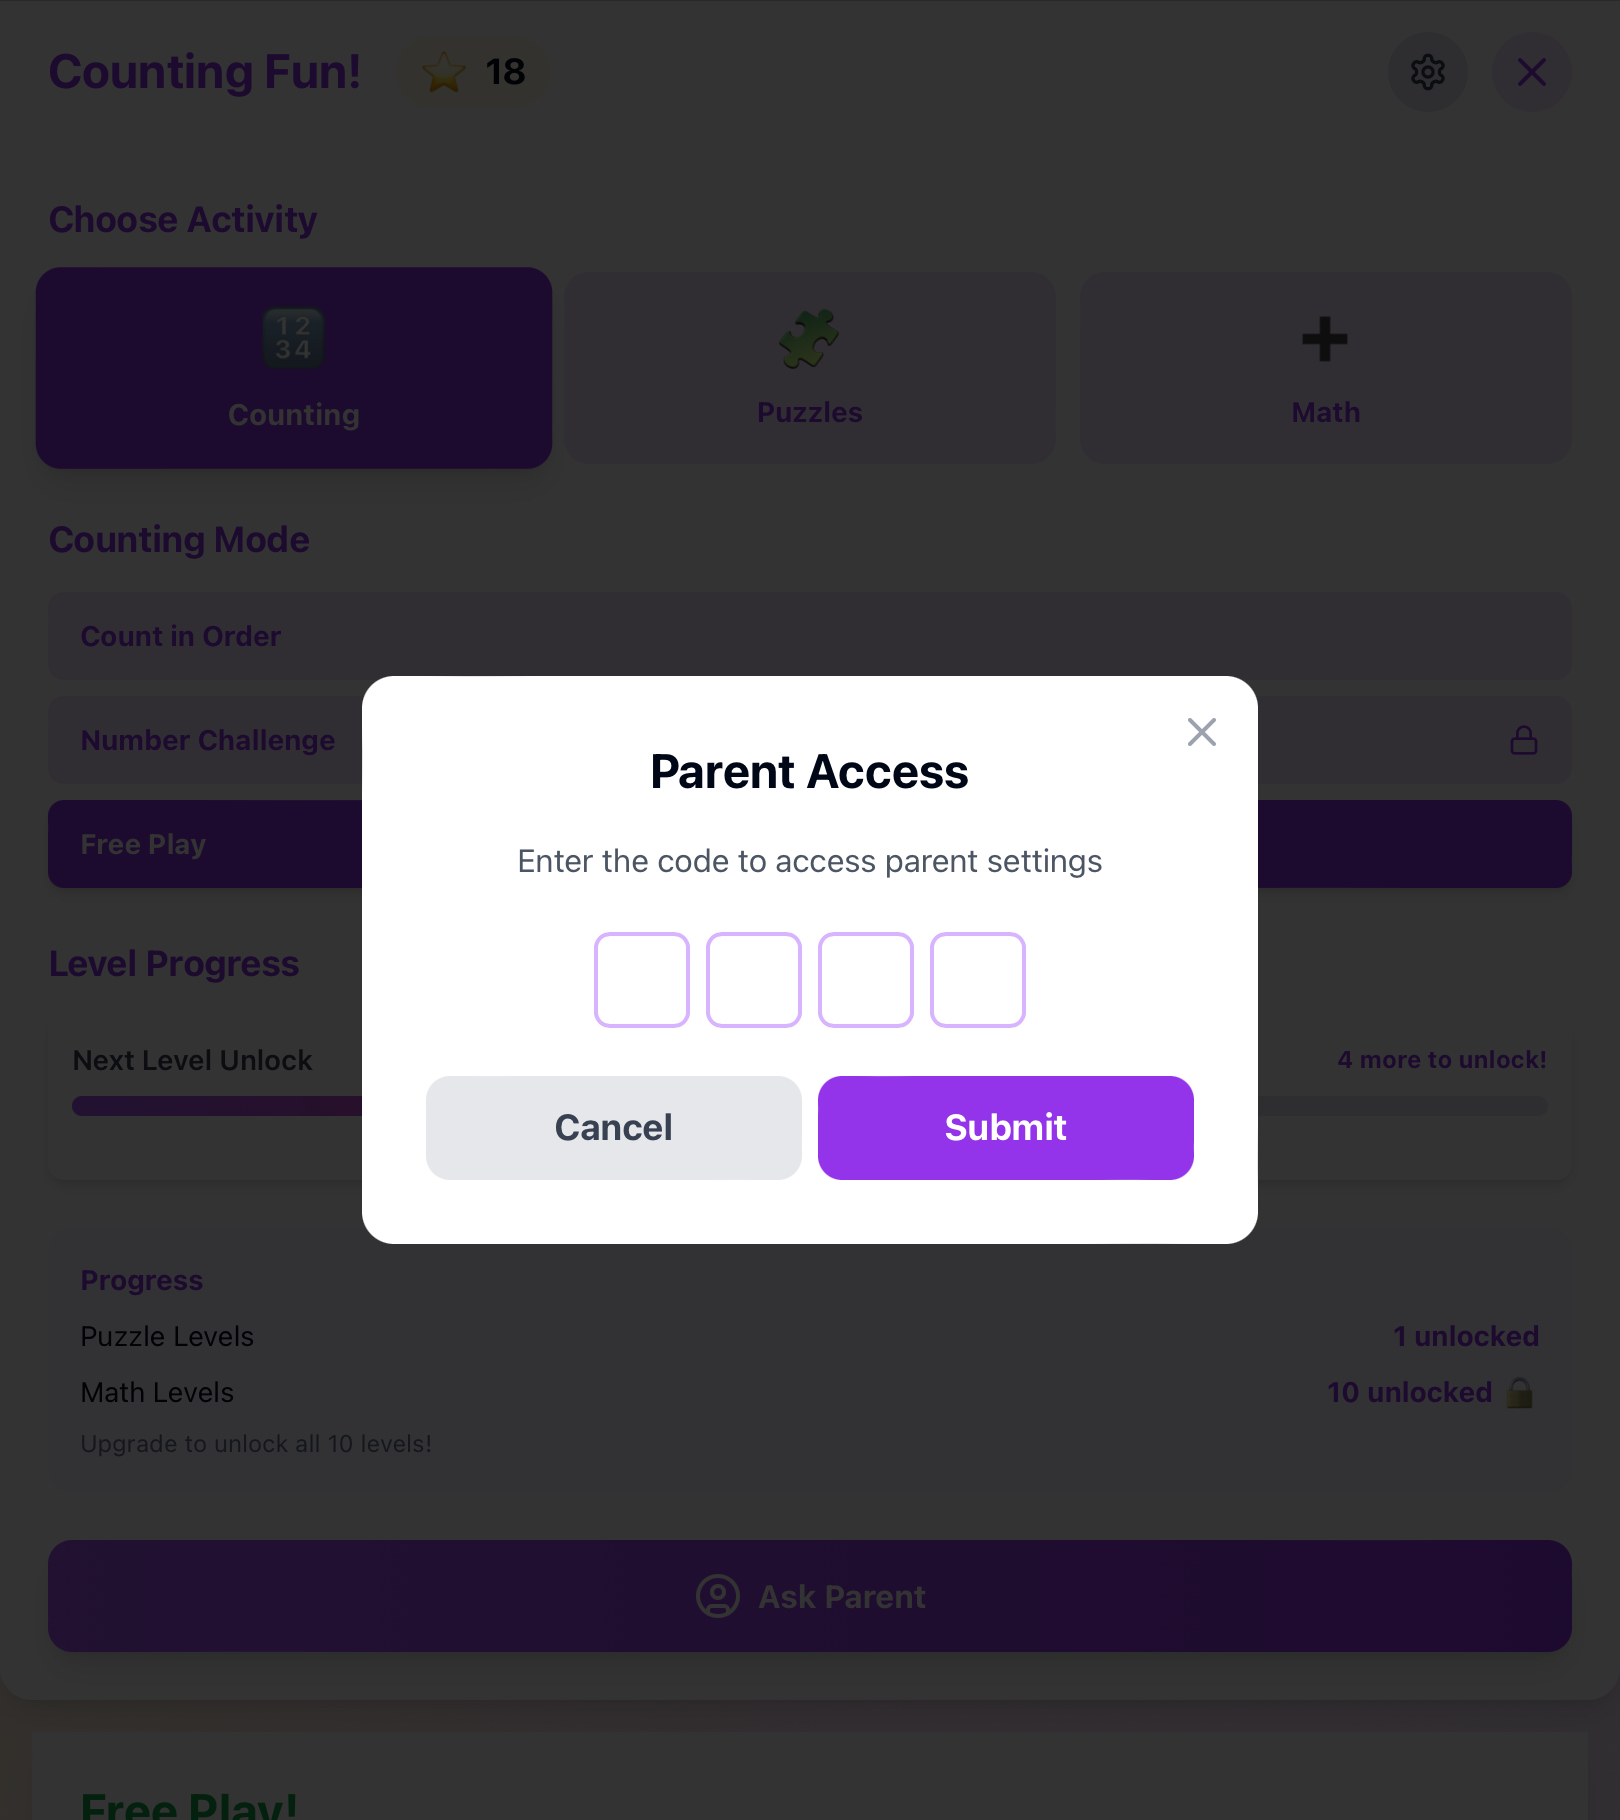 Counting Fun!
18
Choose Activity
1 2
3 4
Counting
Puzzles
Math
Counting Mode
Count in Order
Number Challenge
Free Play
Parent Access
Enter the code to access parent settings
Cancel
Submit
Level Progress
Next Level Unlock
4 more to unlock!
Progress
Puzzle Levels
1 unlocked
Math Levels
10 unlocked
Upgrade to unlock all 10 levels!
Ask Parent
Free Play!